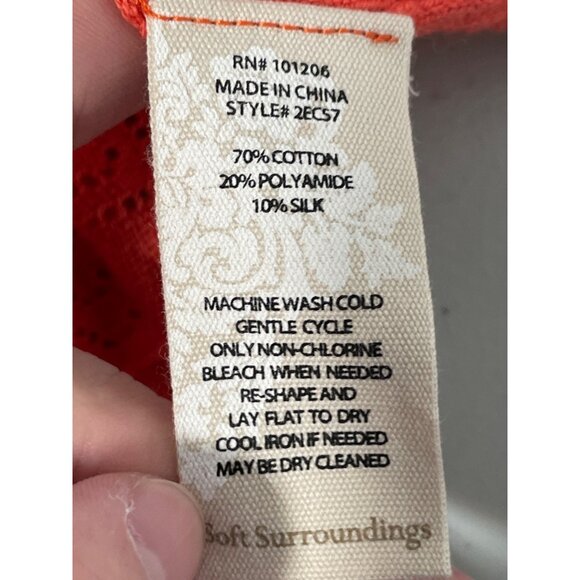 RN# 101206
MADE IN CHINA
STYLE# 2EC57
70% COTTON
20% POLYAMIDE
10% SILK
MACHINE WASH COLD
GENTLE CYCLE
ONLY NON-CHLORINE
BLEACH WHEN NEEDED
RE-SHAPE AND
LAY FLAT TO DRY
COOL IRON IF NEEDED
MAY BE DRY CLEANED
Soft Surroundings